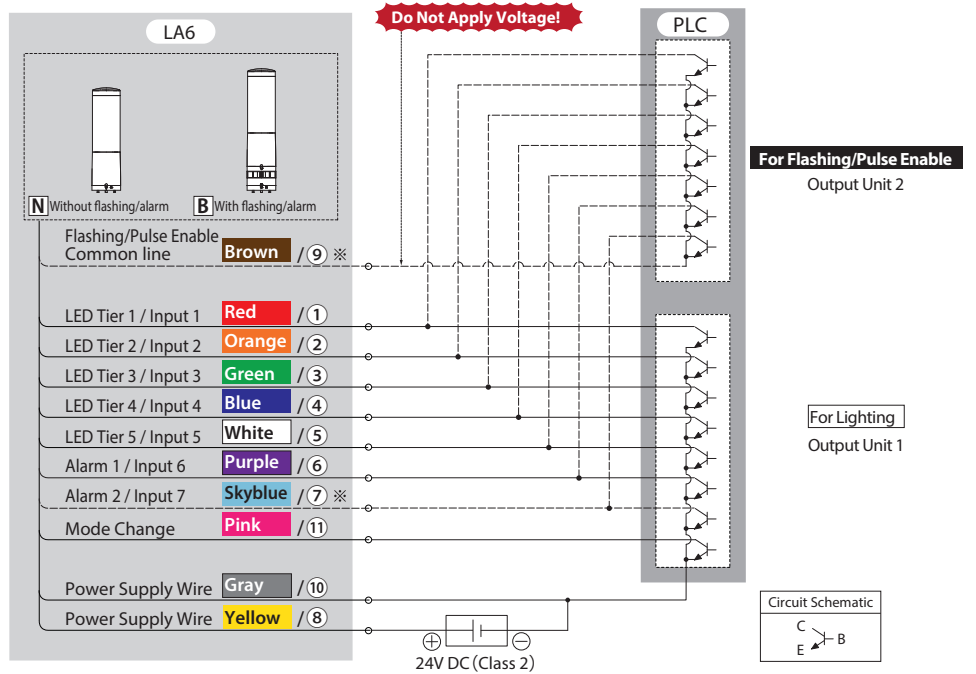 LA6
Do Not Apply Voltage!
PLC
N Without flashing/alarm
B With flashing/alarm
For Flashing/Pulse Enable
Output Unit 2
Flashing/Pulse Enable
Common line Brown / ⑨ ※
LED Tier 1 / Input 1 Red / ①
LED Tier 2 / Input 2 Orange / ②
LED Tier 3 / Input 3 Green / ③
LED Tier 4 / Input 4 Blue / ④
LED Tier 5 / Input 5 White / ⑤
Alarm 1 / Input 6 Purple / ⑥
Alarm 2 / Input 7 Skyblue / ⑦ ※
Mode Change Pink / ⑪
For Lighting
Output Unit 1
Power Supply Wire Gray / ⑩
Power Supply Wire Yellow / ⑧
⊕ ⊖
24V DC (Class 2)
Circuit Schematic
C
B
E